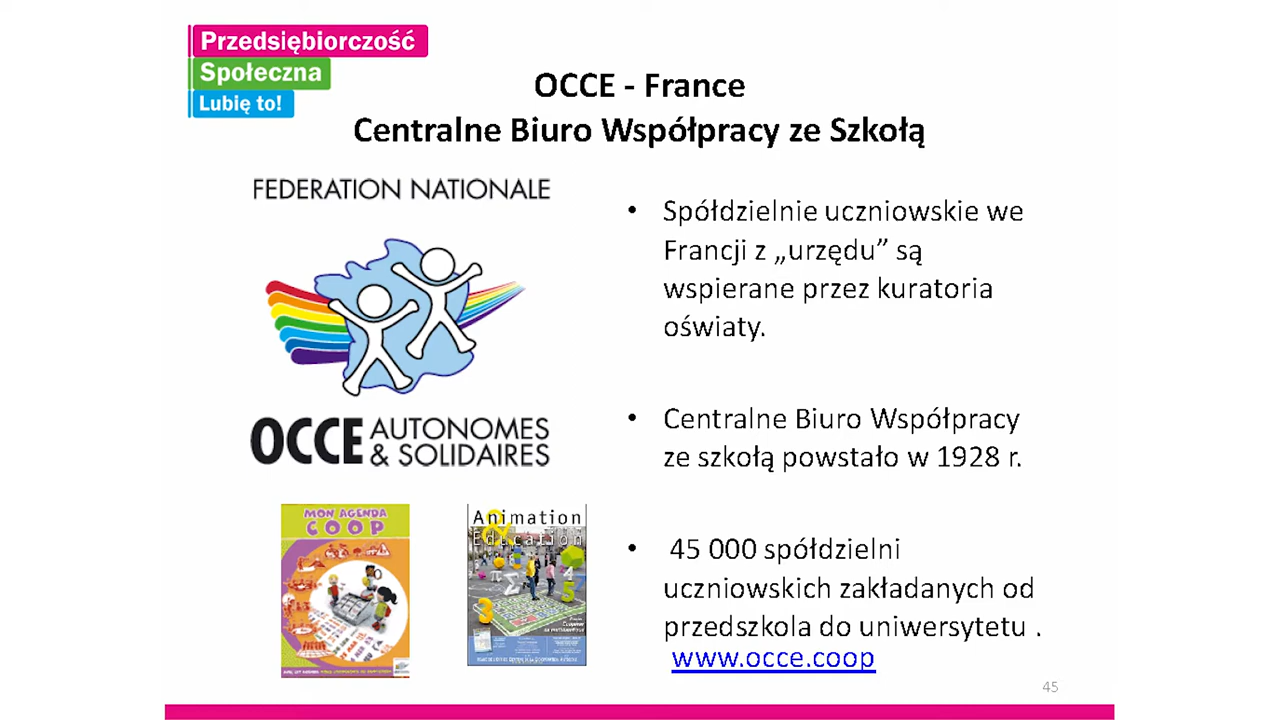 Przedsiębiorczość
Społeczna
Lubię to!
OCCE - France
Centralne Biuro Współpracy ze Szkołą
FEDERATION NATIONALE
OCCE AUTONOMES
& SOLIDAIRES
MON AGENDA
COOP
Animation
&
Education
• Spółdzielnie uczniowskie we
Francji z „urzędu” są
wspierane przez kuratoria
oświaty.
• Centralne Biuro Współpracy
ze szkołą powstało w 1928 r.
• 45 000 spółdzielni
uczniowskich zakładanych od
przedszkola do uniwersytetu .
www.occe.coop
45